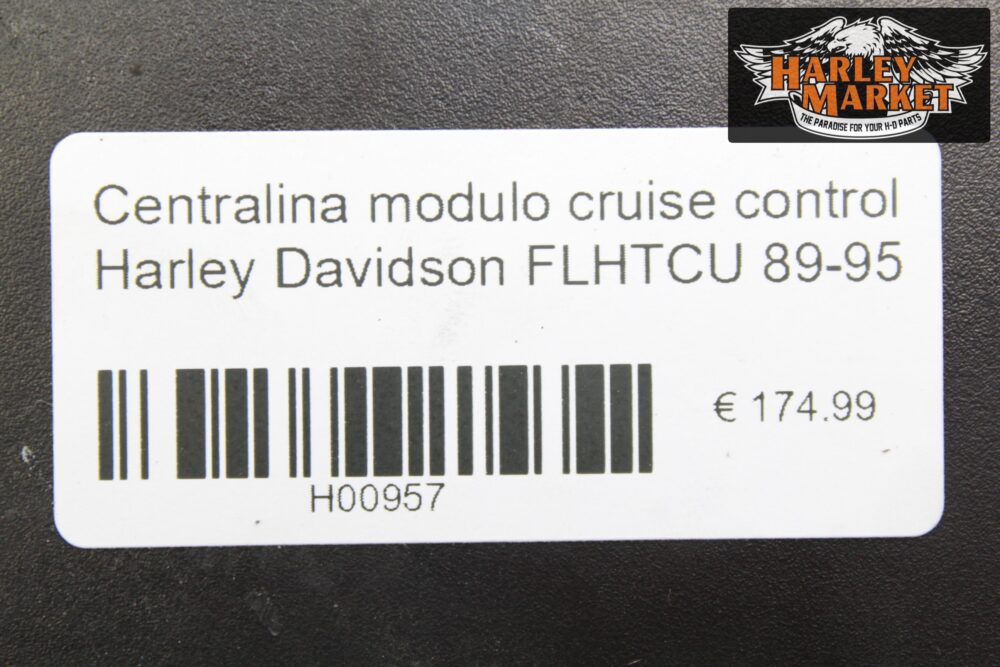 HARLEY
MARKET
THE PARADISE FOR YOUR H-D PARTS
Centralina modulo cruise control
Harley Davidson FLHTCU 89-95
€ 174.99
H00957